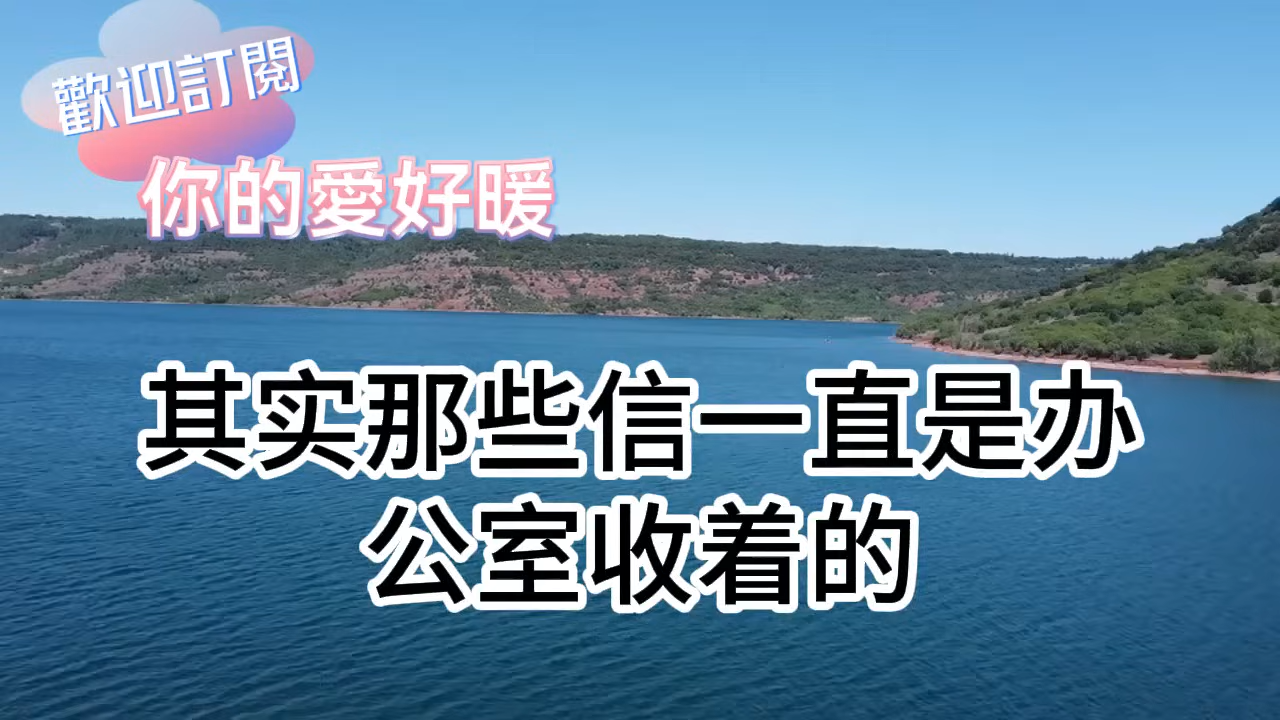 歡迎訂閱
你的愛好暖
其实那些信一直是办
公室收着的